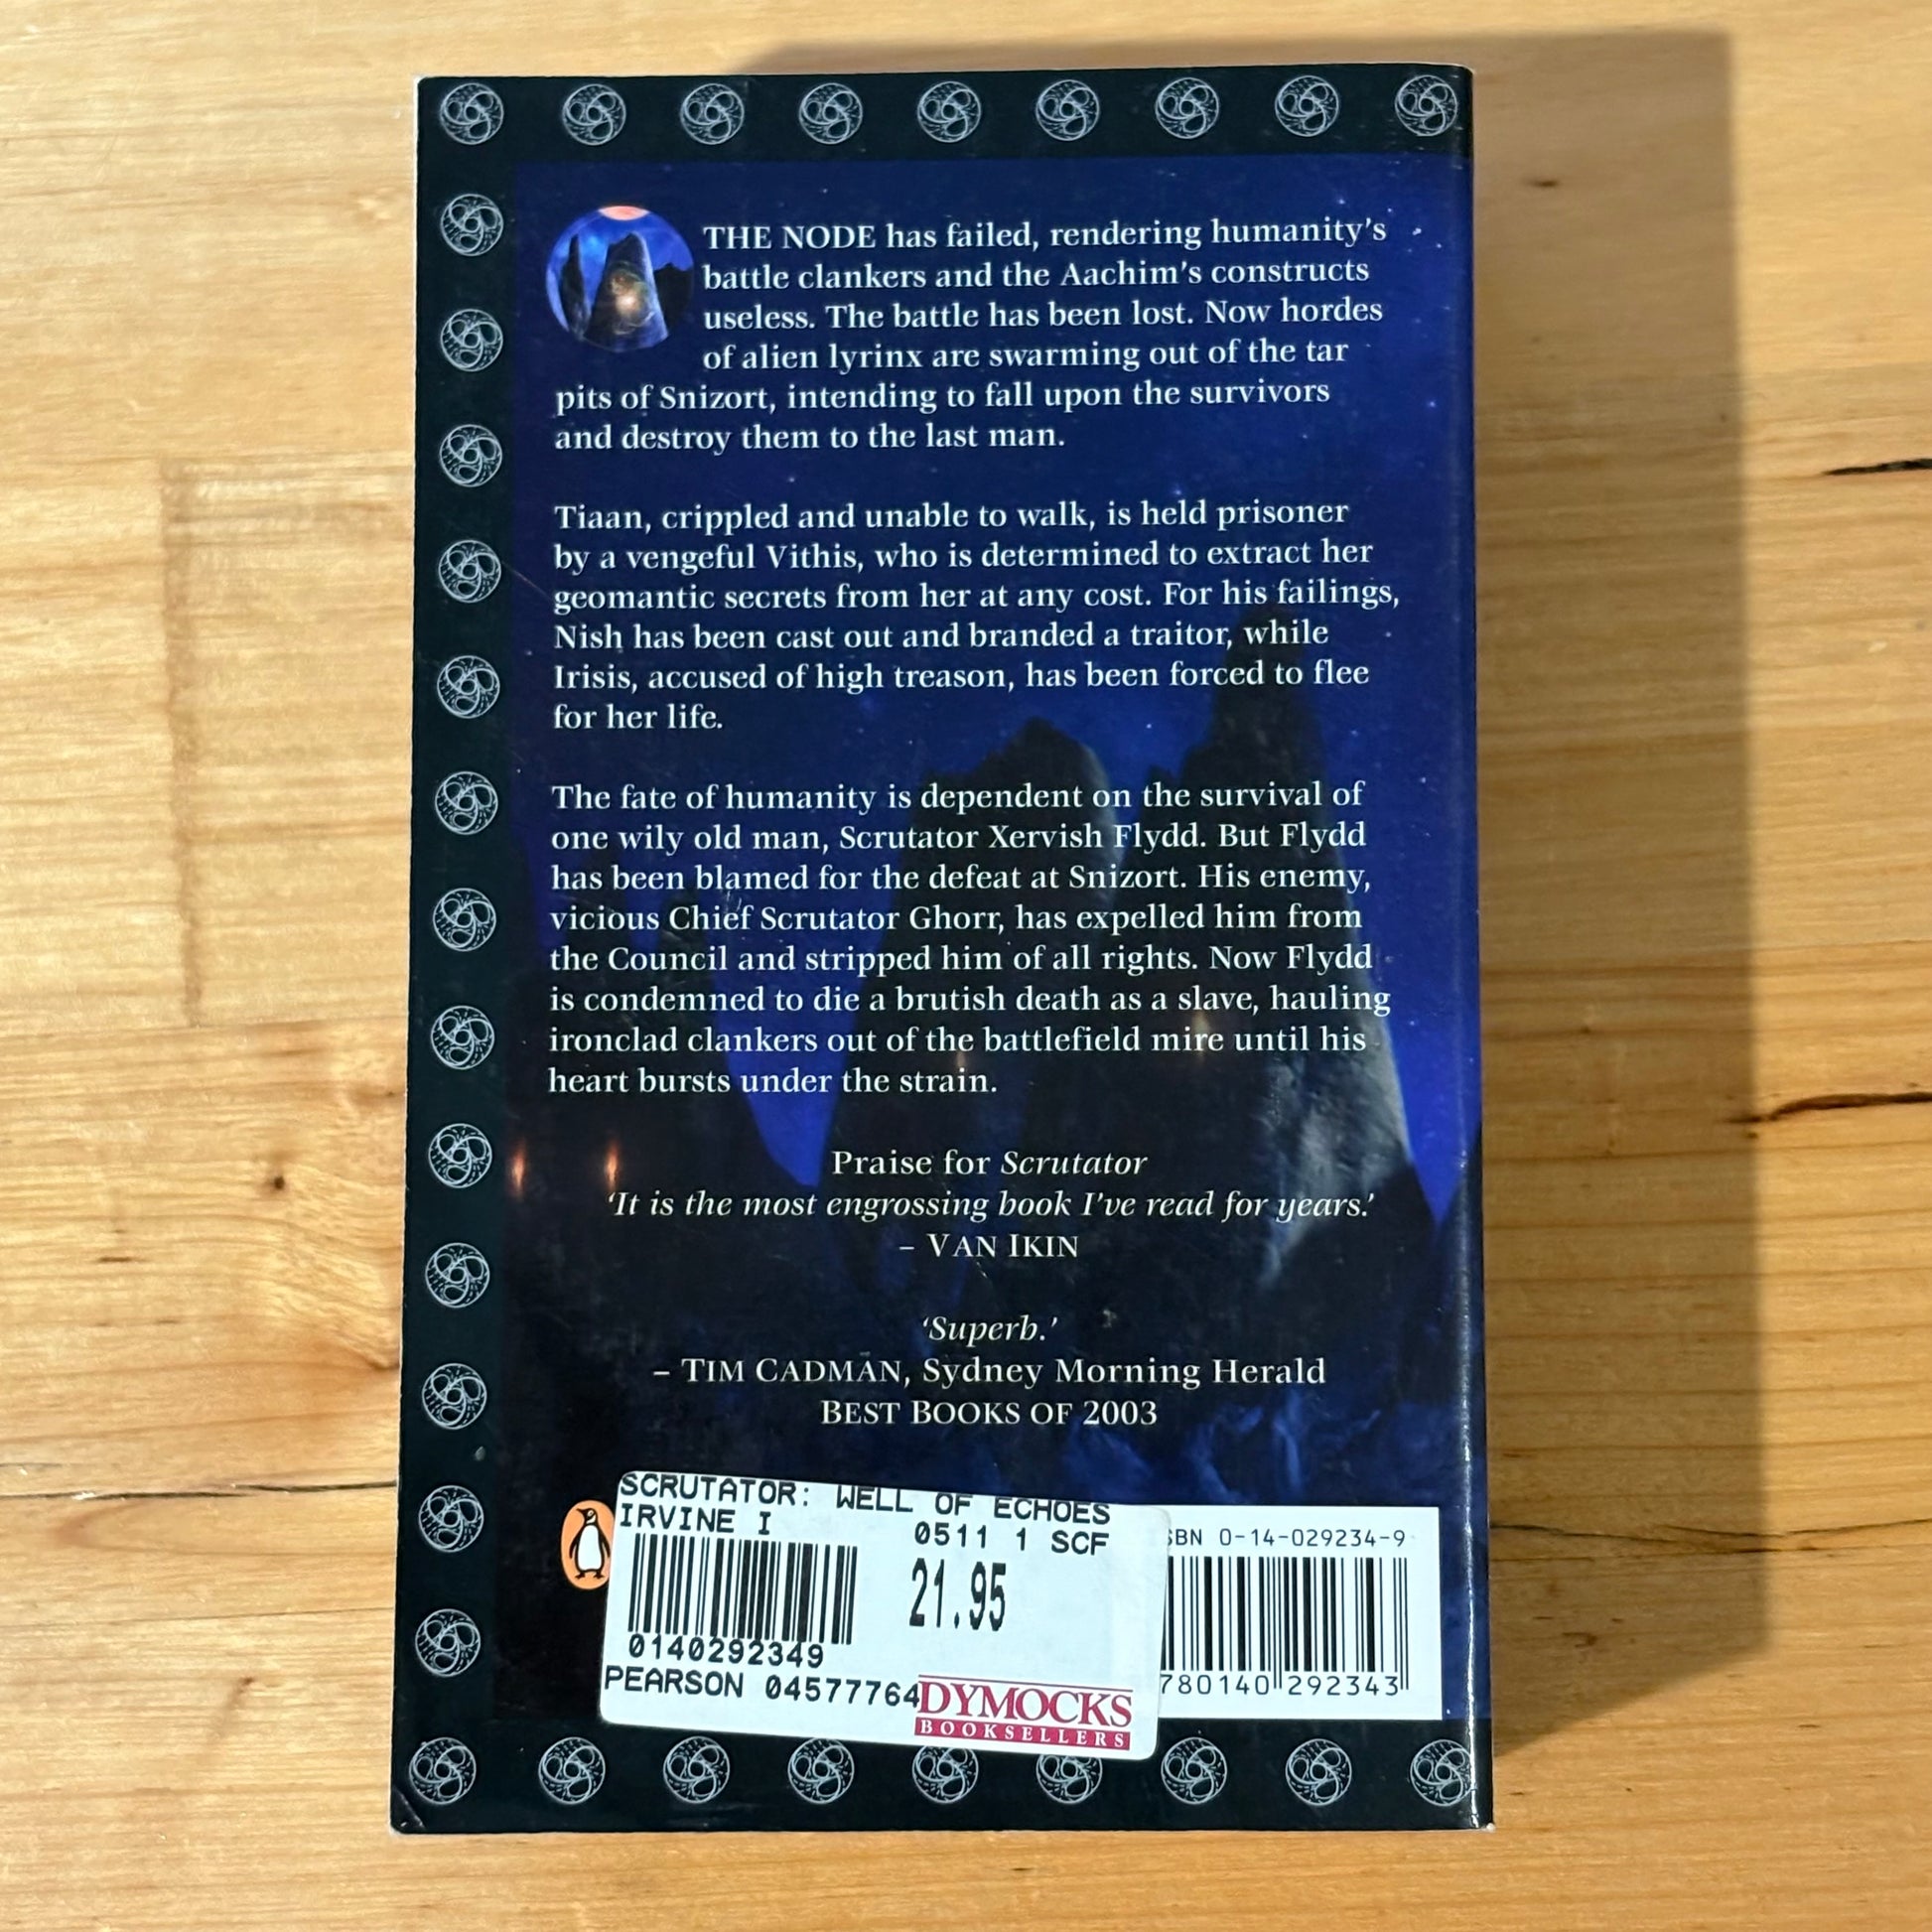 THE NODE has failed, rendering humanity's
battle clankers and the Aachim's constructs
useless. The battle has been lost. Now hordes
of alien lyrinx are swarming out of the tar
pits of Snizort, intending to fall upon the survivors
and destroy them to the last man.
Tiaan, crippled and unable to walk, is held prisoner
by a vengeful Vithis, who is determined to extract her
geomantic secrets from her at any cost. For his failings,
Nish has been cast out and branded a traitor, while
Irisis, accused of high treason, has been forced to flee
for her life.
The fate of humanity is dependent on the survival of
one wily old man, Scrutator Xervish Flydd. But Flydd
has been blamed for the defeat at Snizort. His enemy,
vicious Chief Scrutator Ghorr, has expelled him from
the Council and stripped him of all rights. Now Flydd
is condemned to die a brutish death as a slave, hauling
ironclad clankers out of the battlefield mire until his
heart bursts under the strain.
Praise for Scrutator
'It is the most engrossing book I've read for years.'
– VAN IKIN
'Superb.'
– TIM CADMAN, Sydney Morning Herald
BEST BOOKS OF 2003
SCRUTATOR: WELL OF ECHOES
IRVINE I
0511 1 SCF
21.95
0140292349
PEARSON 04577764
DYMOCKS
BOOKSELLERS
SBN 0-14-029234-9
780140 292343